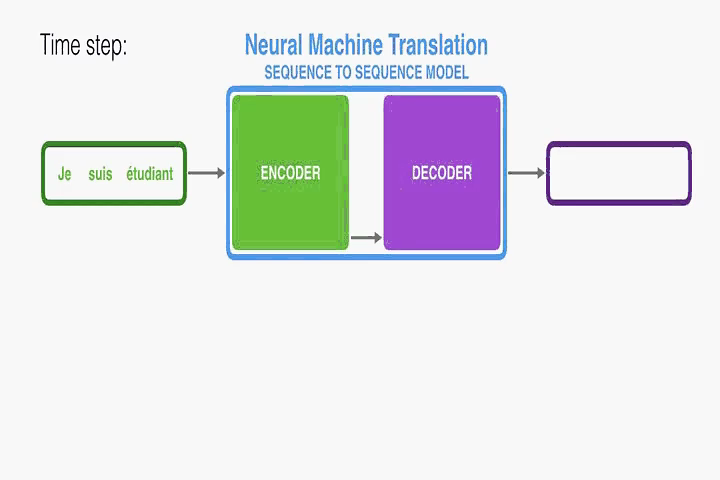 Time step:
Neural Machine Translation
SEQUENCE TO SEQUENCE MODEL
Je suis étudiant
ENCODER
DECODER